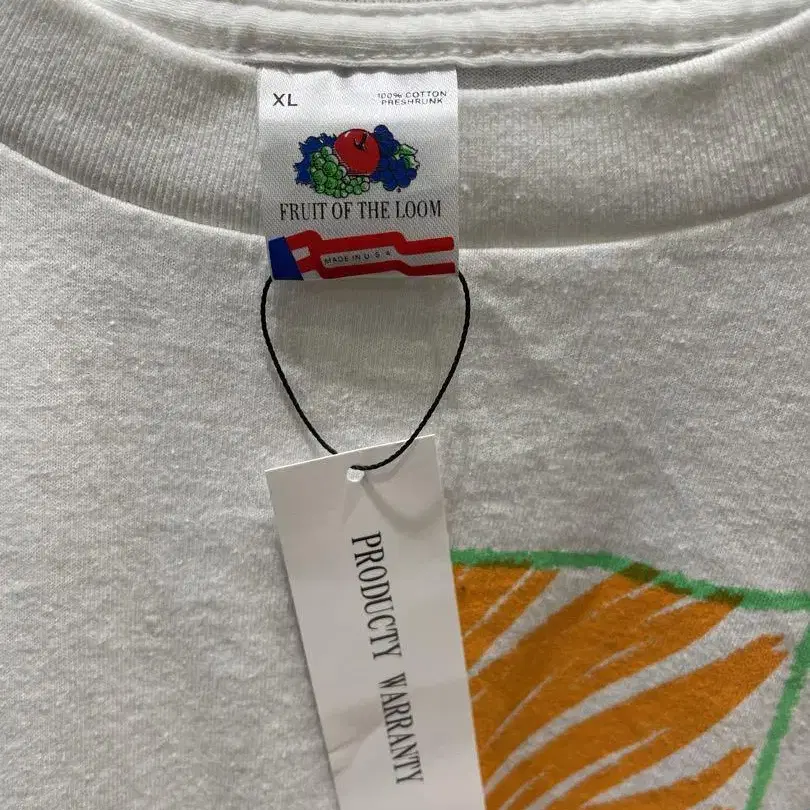 XL
100% COTTON
PRESHRUNK
FRUIT OF THE LOOM
MADE IN U S A
PRODUCTY WARRANTY